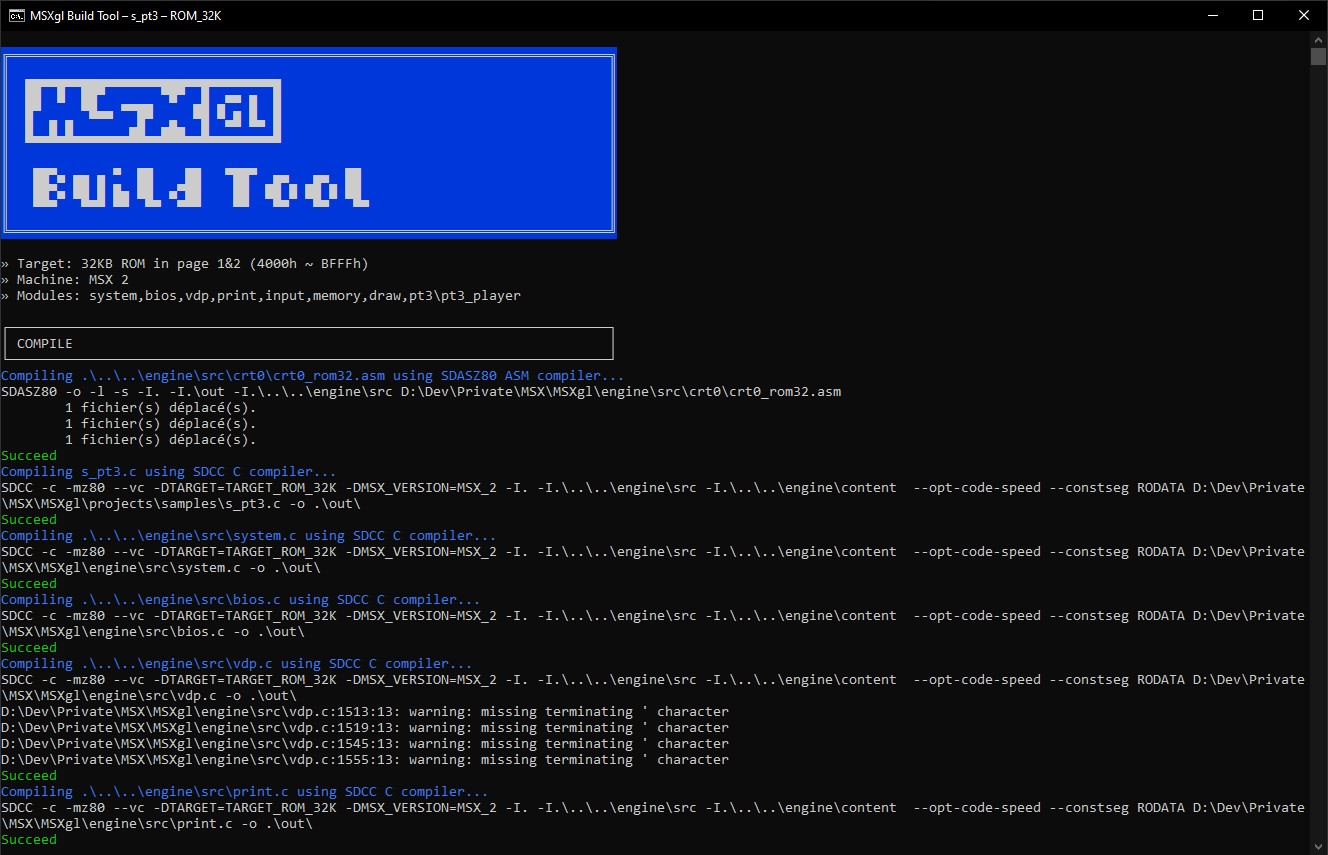 MSXgl Build Tool – s_pt3 – ROM_32K
MSX GL
Build Tool
» Target: 32KB ROM in page 1&2 (4000h ~ BFFFh)
» Machine: MSX 2
» Modules: system,bios,vdp,print,input,memory,draw,pt3\pt3_player
COMPILE
Compiling .\..\..\engine\src\crt0\crt0_rom32.asm using SDASZ80 ASM compiler...
SDASZ80 -o -l -s -I. -I.\out -I.\..\..\engine\src D:\Dev\Private\MSX\MSXgl\engine\src\crt0\crt0_rom32.asm
1 fichier(s) déplacé(s).
1 fichier(s) déplacé(s).
1 fichier(s) déplacé(s).
Succeed
Compiling s_pt3.c using SDCC C compiler...
SDCC -c -mz80 --vc -DTARGET=TARGET_ROM_32K -DMSX_VERSION=MSX_2 -I. -I.\..\..\engine\src -I.\..\..\engine\content  --opt-code-speed --constseg RODATA D:\Dev\Private
\MSX\MSXgl\projects\samples\s_pt3.c -o .\out\
Succeed
Compiling .\..\..\engine\src\system.c using SDCC C compiler...
SDCC -c -mz80 --vc -DTARGET=TARGET_ROM_32K -DMSX_VERSION=MSX_2 -I. -I.\..\..\engine\src -I.\..\..\engine\content  --opt-code-speed --constseg RODATA D:\Dev\Private
\MSX\MSXgl\engine\src\system.c -o .\out\
Succeed
Compiling .\..\..\engine\src\bios.c using SDCC C compiler...
SDCC -c -mz80 --vc -DTARGET=TARGET_ROM_32K -DMSX_VERSION=MSX_2 -I. -I.\..\..\engine\src -I.\..\..\engine\content  --opt-code-speed --constseg RODATA D:\Dev\Private
\MSX\MSXgl\engine\src\bios.c -o .\out\
Succeed
Compiling .\..\..\engine\src\vdp.c using SDCC C compiler...
SDCC -c -mz80 --vc -DTARGET=TARGET_ROM_32K -DMSX_VERSION=MSX_2 -I. -I.\..\..\engine\src -I.\..\..\engine\content  --opt-code-speed --constseg RODATA D:\Dev\Private
\MSX\MSXgl\engine\src\vdp.c -o .\out\
D:\Dev\Private\MSX\MSXgl\engine\src\vdp.c:1513:13: warning: missing terminating ' character
D:\Dev\Private\MSX\MSXgl\engine\src\vdp.c:1519:13: warning: missing terminating ' character
D:\Dev\Private\MSX\MSXgl\engine\src\vdp.c:1545:13: warning: missing terminating ' character
D:\Dev\Private\MSX\MSXgl\engine\src\vdp.c:1555:13: warning: missing terminating ' character
Succeed
Compiling .\..\..\engine\src\print.c using SDCC C compiler...
SDCC -c -mz80 --vc -DTARGET=TARGET_ROM_32K -DMSX_VERSION=MSX_2 -I. -I.\..\..\engine\src -I.\..\..\engine\content  --opt-code-speed --constseg RODATA D:\Dev\Private
\MSX\MSXgl\engine\src\print.c -o .\out\
Succeed